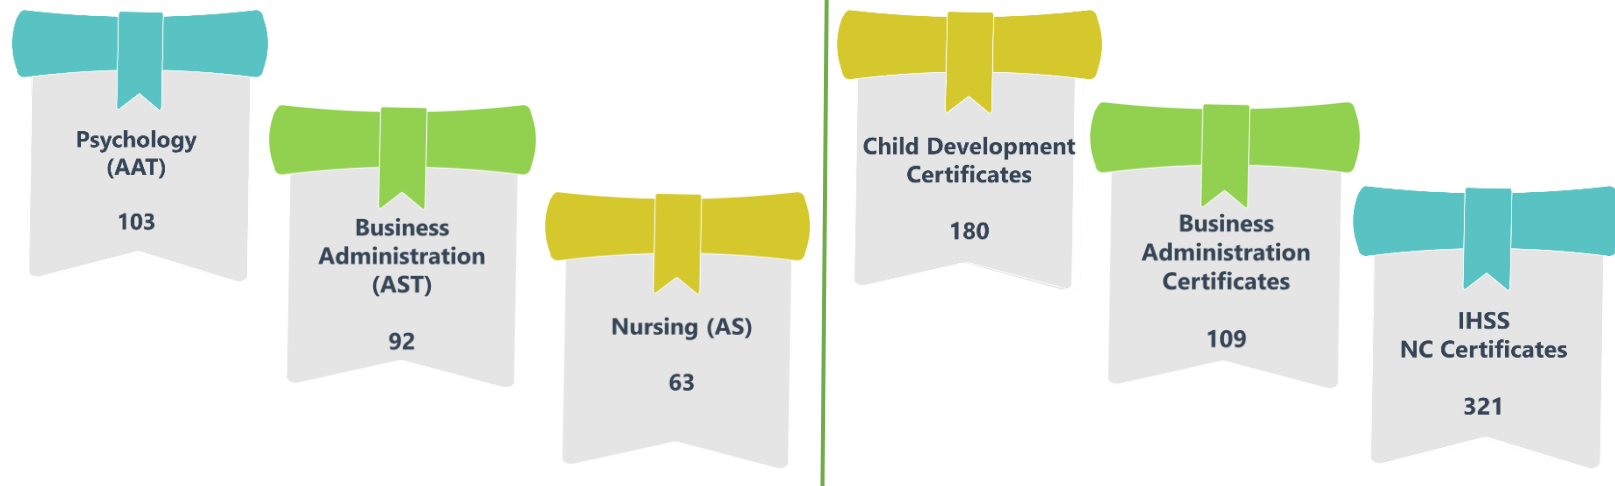 Psychology
(AAT)
103
Business
Administration
(AST)
92
Nursing (AS)
63
Child Development
Certificates
180
Business
Administration
Certificates
109
IHSS
NC Certificates
321